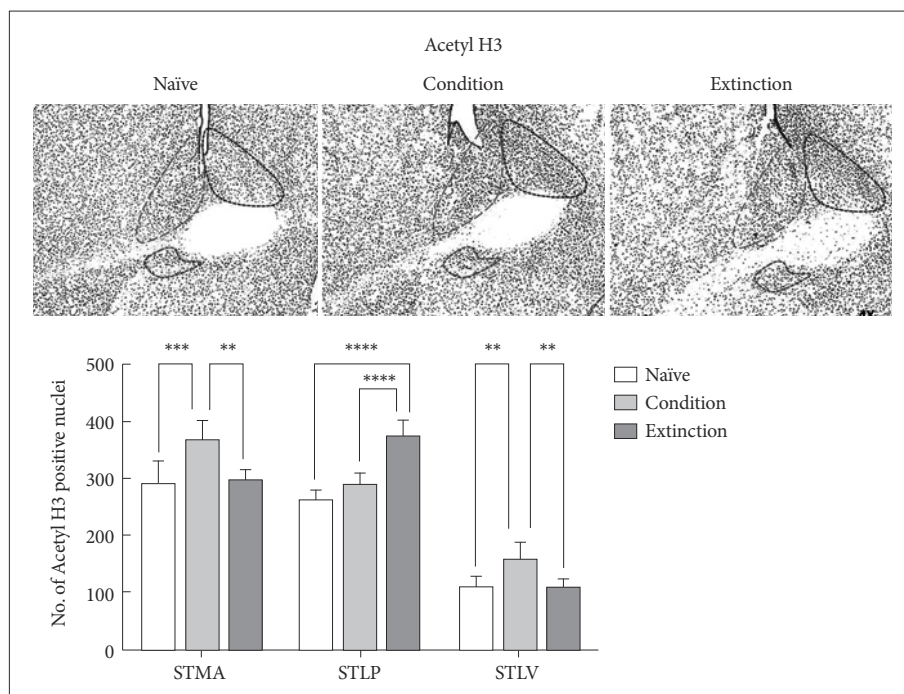 Acetyl H3
Naïve Condition Extinction
4X
*** ** **** **** ** **
No. of Acetyl H3 positive nuclei
500
400
300
200
100
0
STMA STLP STLV
Naïve
Condition
Extinction